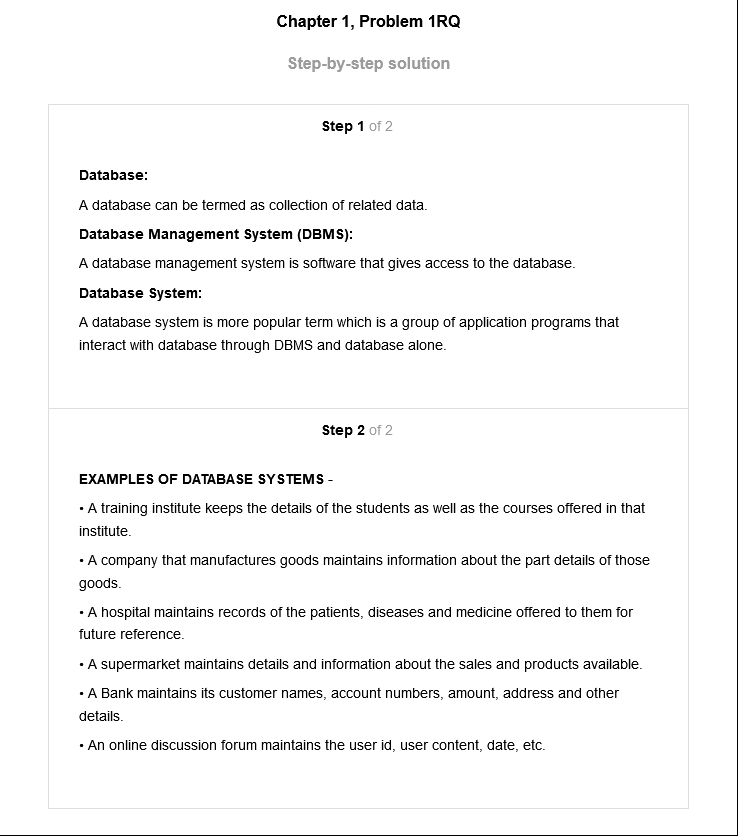 Chapter 1, Problem 1RQ
Step-by-step solution
Step 1 of 2
Database:
A database can be termed as collection of related data.
Database Management System (DBMS):
A database management system is software that gives access to the database.
Database System:
A database system is more popular term which is a group of application programs that
interact with database through DBMS and database alone.
Step 2 of 2
EXAMPLES OF DATABASE SYSTEMS -
• A training institute keeps the details of the students as well as the courses offered in that
institute.
• A company that manufactures goods maintains information about the part details of those
goods.
• A hospital maintains records of the patients, diseases and medicine offered to them for
future reference.
• A supermarket maintains details and information about the sales and products available.
• A Bank maintains its customer names, account numbers, amount, address and other
details.
• An online discussion forum maintains the user id, user content, date, etc.